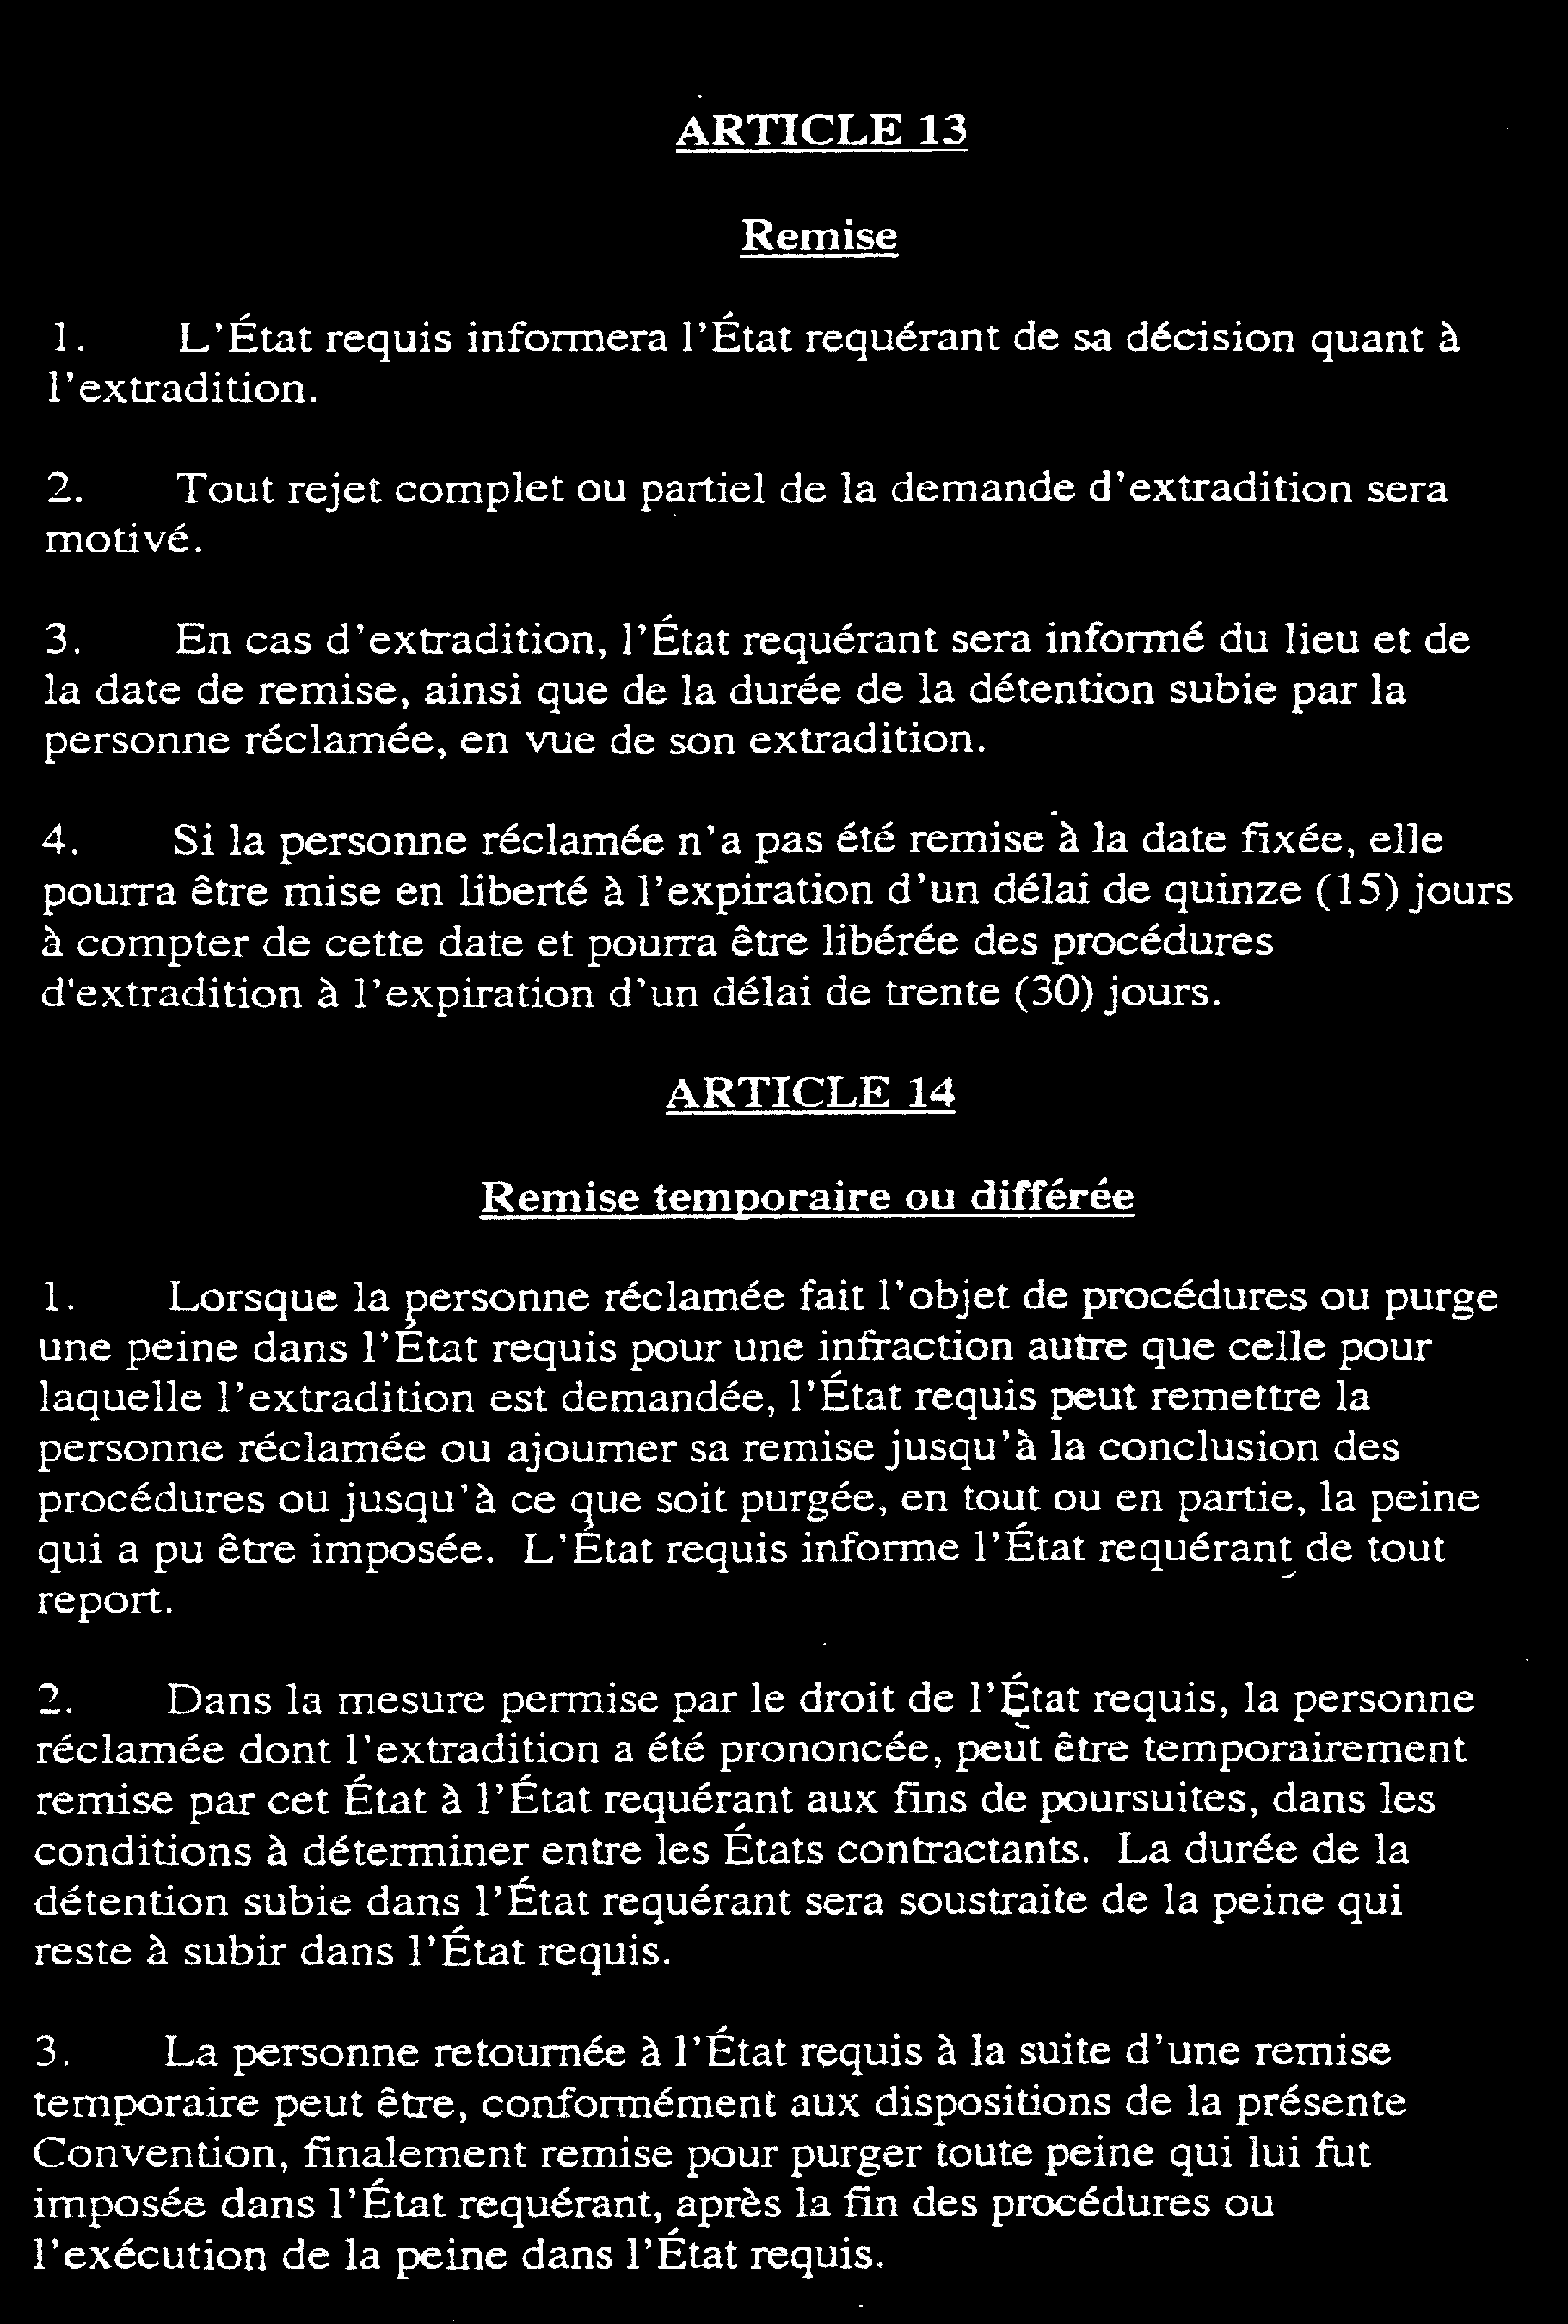 ARTICLE 13
Remise
1. L'État requis informera l'État requérant de sa décision quant à
l'extradition.
2. Tout rejet complet ou partiel de la demande d'extradition sera
motivé.
3. En cas d'extradition, l'État requérant sera informé du lieu et de
la date de remise, ainsi que de la durée de la détention subie par la
personne réclamée, en vue de son extradition.
4. Si la personne réclamée n'a pas été remise à la date fixée, elle
pourra être mise en liberté à l'expiration d'un délai de quinze (15) jours
à compter de cette date et pourra être libérée des procédures
d'extradition à l'expiration d'un délai de trente (30) jours.
ARTICLE 14
Remise temporaire ou différée
1. Lorsque la personne réclamée fait l'objet de procédures ou purge
une peine dans l'État requis pour une infraction autre que celle pour
laquelle l'extradition est demandée, l'État requis peut remettre la
personne réclamée ou ajourner sa remise jusqu'à la conclusion des
procédures ou jusqu'à ce que soit purgée, en tout ou en partie, la peine
qui a pu être imposée. L'État requis informe l'État requérant de tout
report.
2. Dans la mesure permise par le droit de l'État requis, la personne
réclamée dont l'extradition a été prononcée, peut être temporairement
remise par cet État à l'État requérant aux fins de poursuites, dans les
conditions à déterminer entre les États contractants. La durée de la
détention subie dans l'État requérant sera soustraite de la peine qui
reste à subir dans l'État requis.
3. La personne retournée à l'État requis à la suite d'une remise
temporaire peut être, conformément aux dispositions de la présente
Convention, finalement remise pour purger toute peine qui lui fut
imposée dans l'État requérant, après la fin des procédures ou
l'exécution de la peine dans l'État requis.